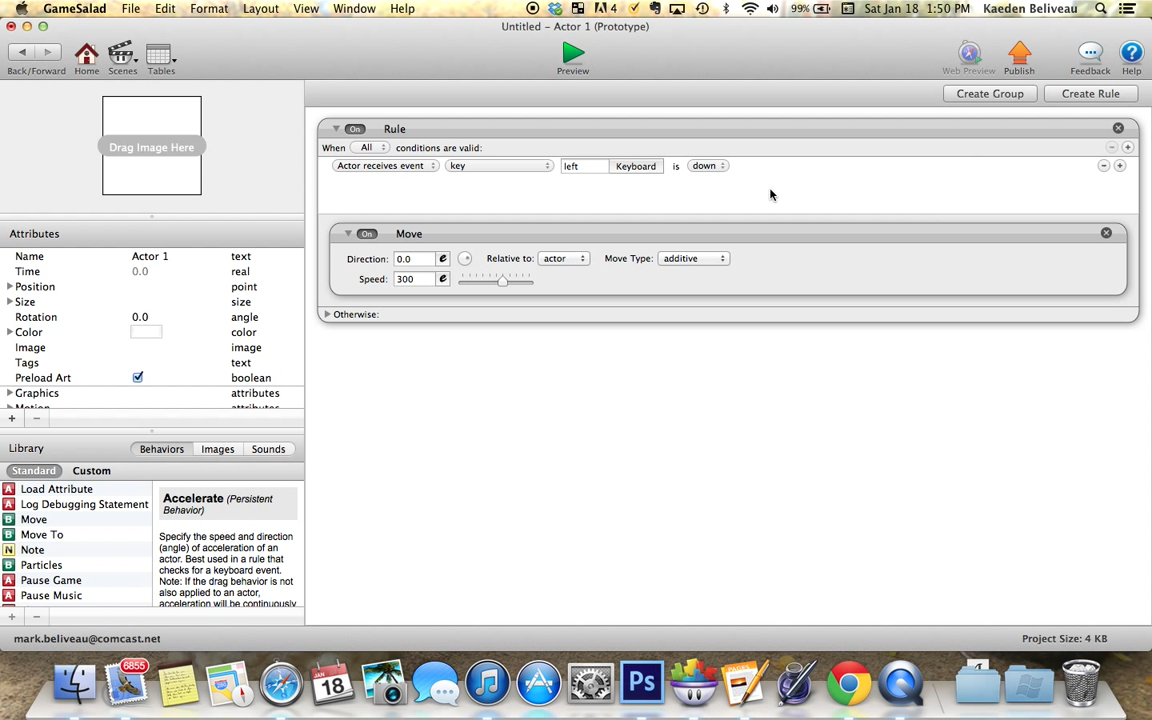 GameSalad File Edit Format Layout View Window Help 4 99% Sat Jan 18 1:50 PM Kaeden Beliveau
Untitled – Actor 1 (Prototype)
Back/Forward Home Scenes Tables Preview Web Preview Publish Feedback Help
Create Group Create Rule
Drag Image Here
On Rule
When All conditions are valid:
Actor receives event key left Keyboard is down
On Move
Direction: 0.0 e Relative to: actor Move Type: additive
Speed: 300 e
Otherwise:
Attributes
Name Actor 1 text
Time 0.0 real
Position point
Size size
Rotation 0.0 angle
Color color
Image image
Tags text
Preload Art boolean
Graphics attributes
Motion attributes
Library Behaviors Images Sounds
Standard Custom
A Load Attribute
A Log Debugging Statement
B Move
B Move To
N Note
B Particles
A Pause Game
A Pause Music
Accelerate (Persistent
Behavior)
Specify the speed and direction
(angle) of acceleration of an
actor. Best used in a rule that
checks for a keyboard event.
Note: If the drag behavior is not
also applied to an actor,
acceleration will be continuously
mark.beliveau@comcast.net Project Size: 4 KB
6855
JAN
18
Ps